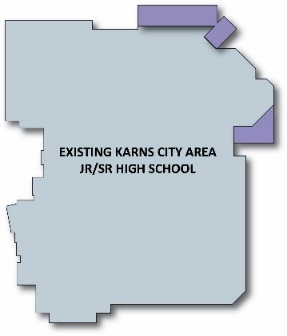 EXISTING KARNS CITY AREA
JR/SR HIGH SCHOOL